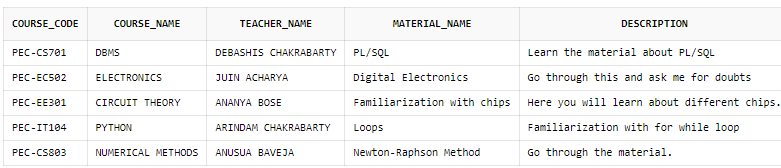 COURSE_CODE COURSE_NAME TEACHER_NAME MATERIAL_NAME DESCRIPTION
PEC-CS701 DBMS DEBASHIS CHAKRABARTY PL/SQL Learn the material about PL/SQL
PEC-EC502 ELECTRONICS JUIN ACHARYA Digital Electronics Go through this and ask me for doubts
PEC-EE301 CIRCUIT THEORY ANANYA BOSE Familiarization with chips Here you will learn about different chips.
PEC-IT104 PYTHON ARINDAM CHAKRABARTY Loops Familiarization with for while loop
PEC-CS803 NUMERICAL METHODS ANUSUA BAVEJA Newton-Raphson Method Go through the material.